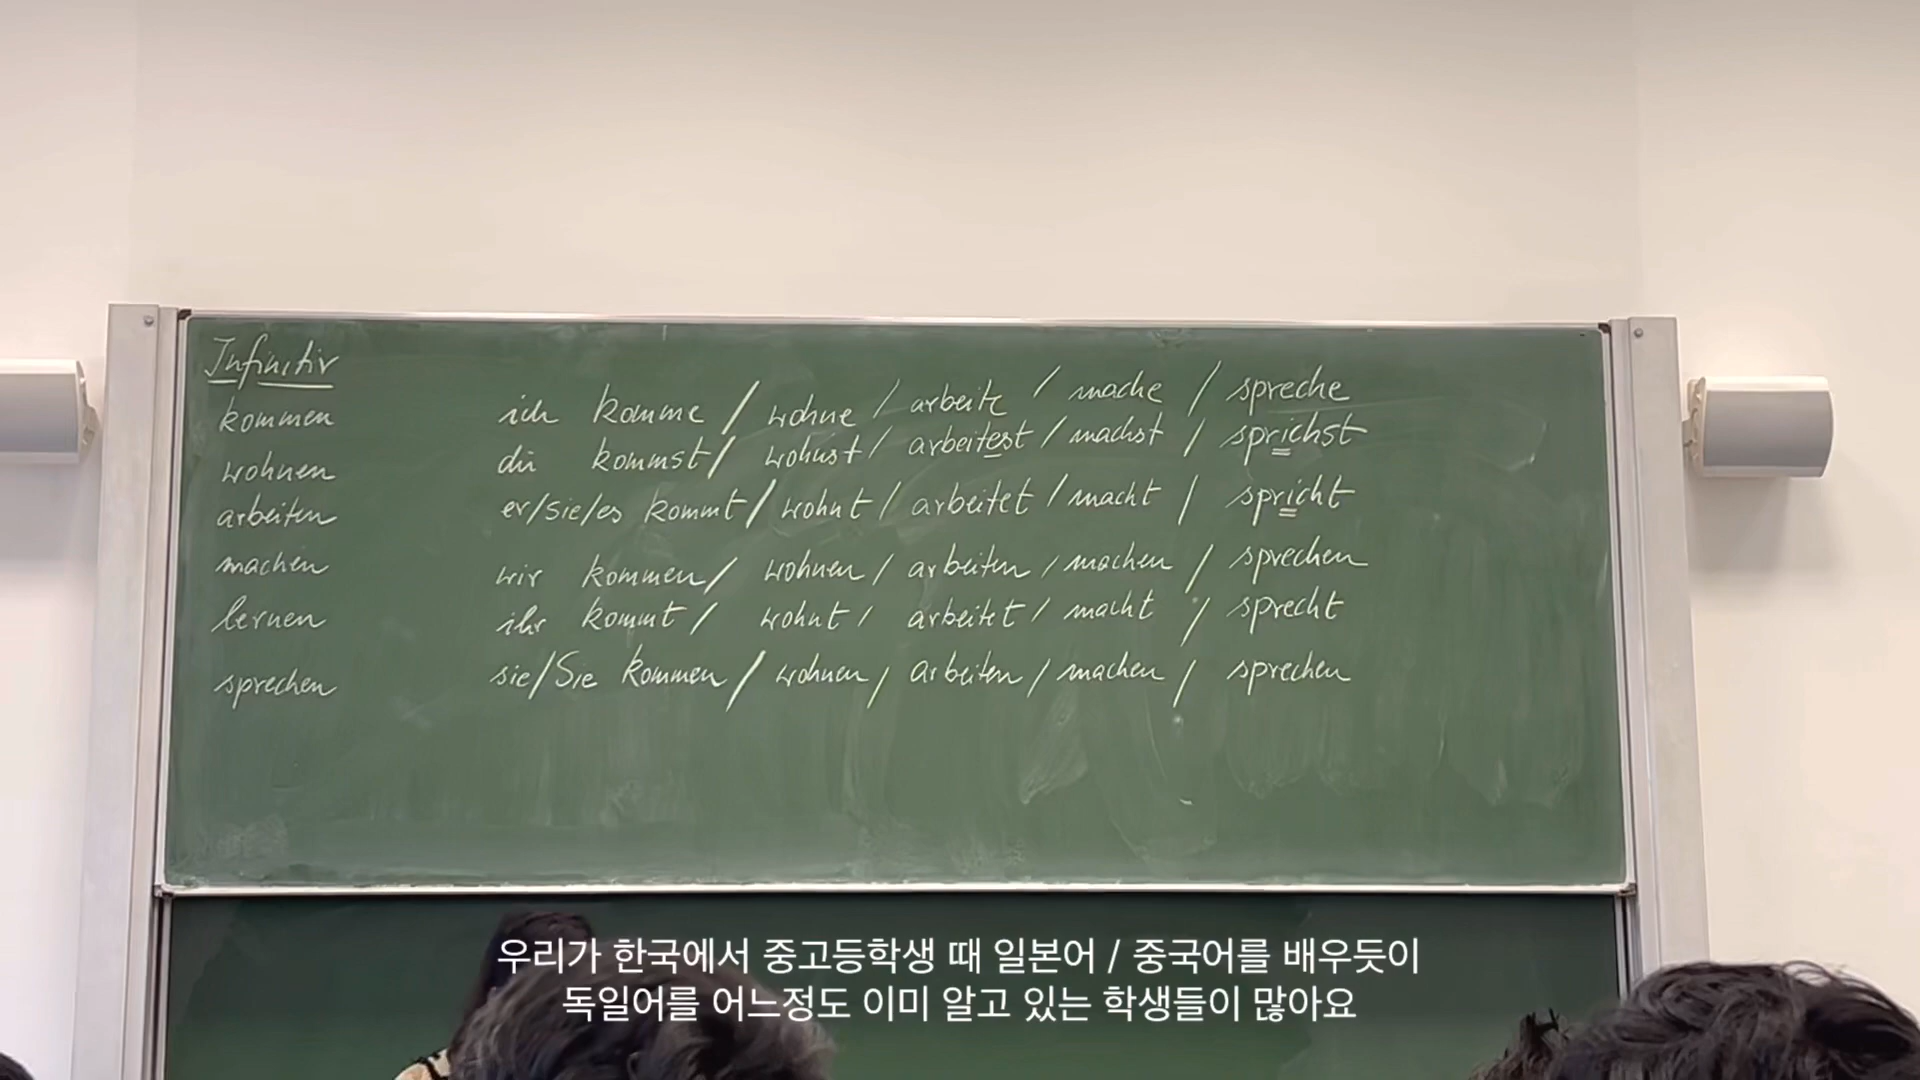 Infinitiv
kommen
wohnen
arbeiten
machen
lernen
sprechen
ich komme / wohne / arbeite / mache / spreche
du kommst / wohnst / arbeitest / machst / sprichst
er/sie/es kommt / wohnt / arbeitet / macht / spricht
wir kommen / wohnen / arbeiten / machen / sprechen
ihr kommt / wohnt / arbeitet / macht / sprecht
sie/Sie kommen / wohnen / arbeiten / machen / sprechen
우리가 한국에서 중고등학생 때 일본어 / 중국어를 배우듯이
독일어를 어느정도 이미 알고 있는 학생들이 많아요